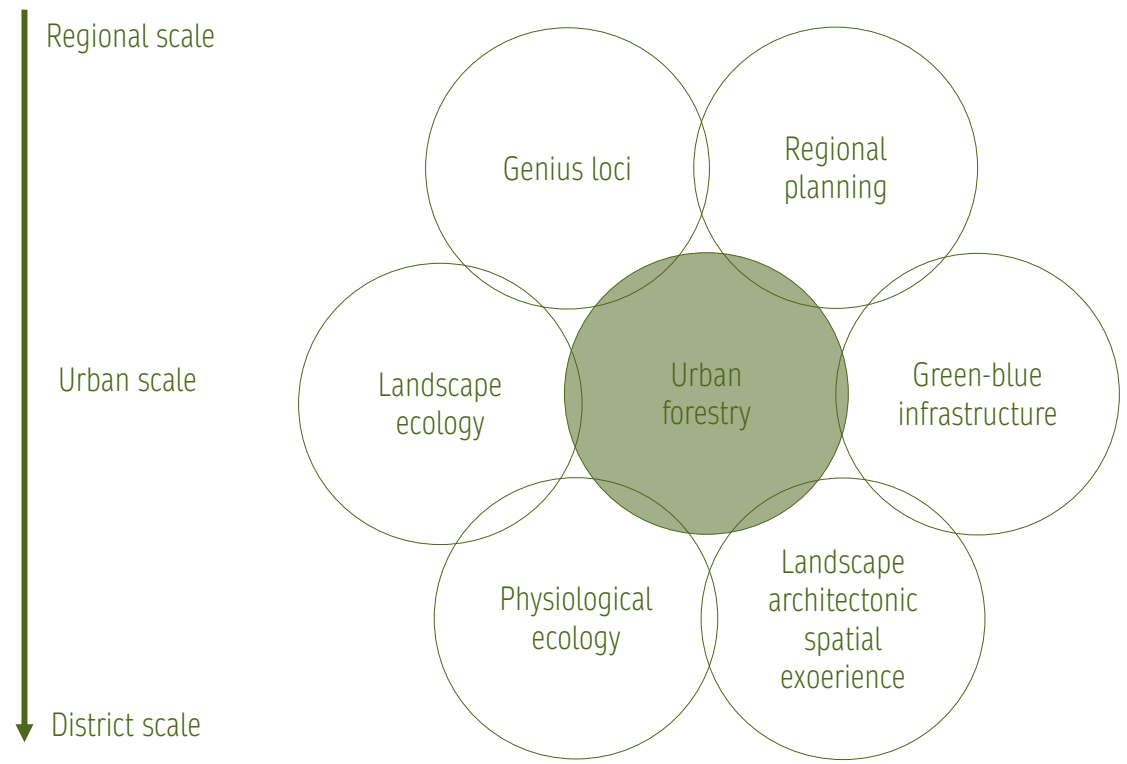 Regional scale
Genius loci
Regional
planning
Urban scale
Landscape
ecology
Urban
forestry
Green-blue
infrastructure
Physiological
ecology
Landscape
architectonic
spatial
exoerience
District scale